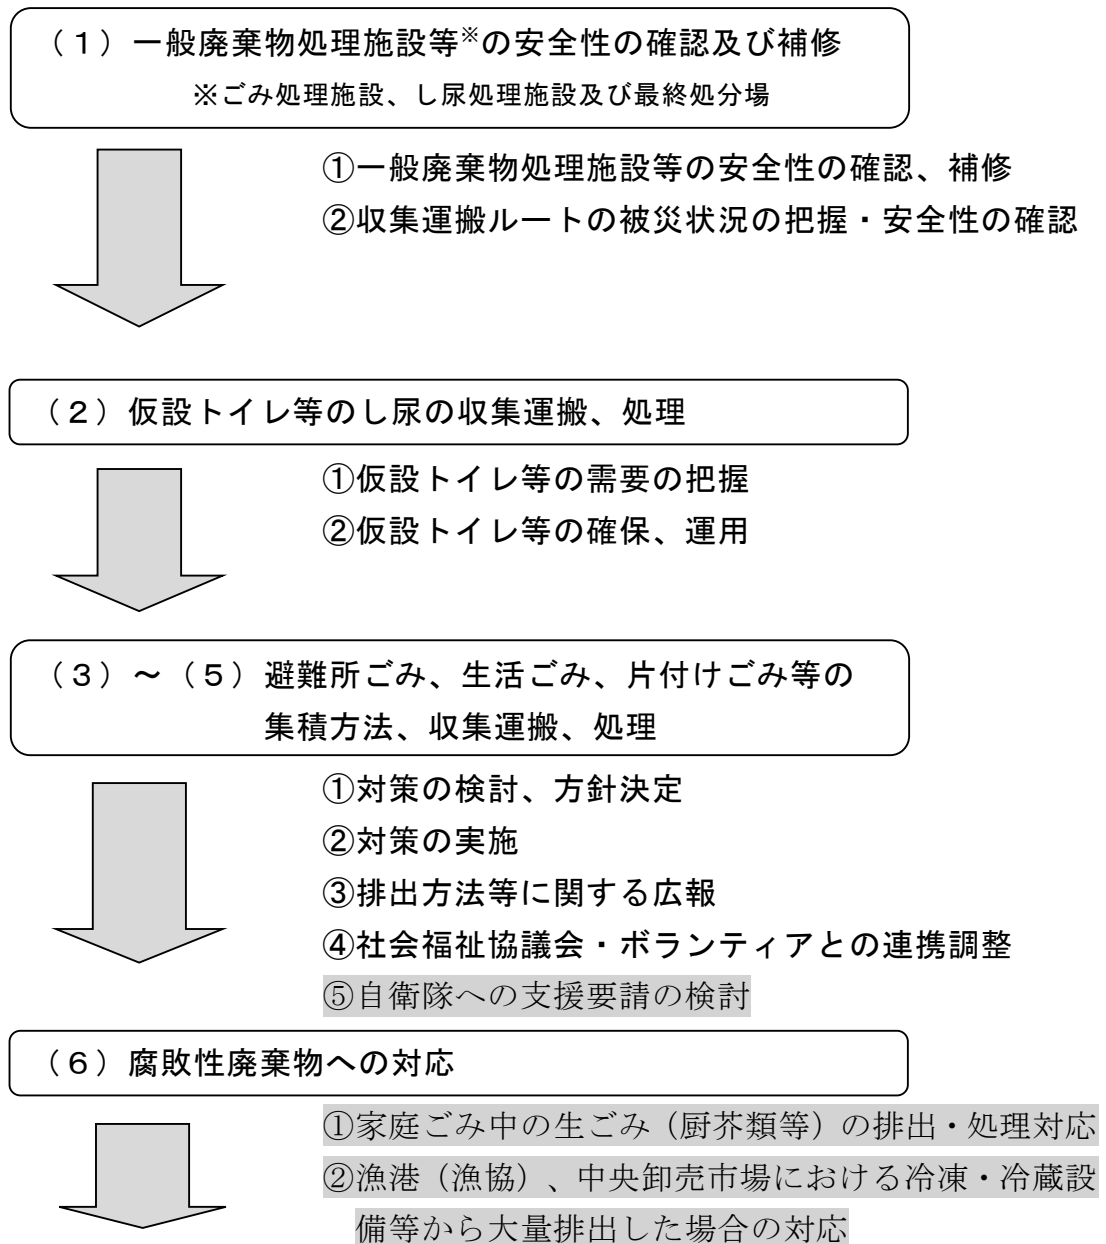 （１）一般廃棄物処理施設等※の安全性の確認及び補修
※ごみ処理施設、し尿処理施設及び最終処分場
①一般廃棄物処理施設等の安全性の確認、補修
②収集運搬ルートの被災状況の把握・安全性の確認
（２）仮設トイレ等のし尿の収集運搬、処理
①仮設トイレ等の需要の把握
②仮設トイレ等の確保、運用
（３）～（５）避難所ごみ、生活ごみ、片付けごみ等の
集積方法、収集運搬、処理
①対策の検討、方針決定
②対策の実施
③排出方法等に関する広報
④社会福祉協議会・ボランティアとの連携調整
⑤自衛隊への支援要請の検討
（６）腐敗性廃棄物への対応
①家庭ごみ中の生ごみ（厨芥類等）の排出・処理対応
②漁港（漁協）、中央卸売市場における冷凍・冷蔵設
備等から大量排出した場合の対応